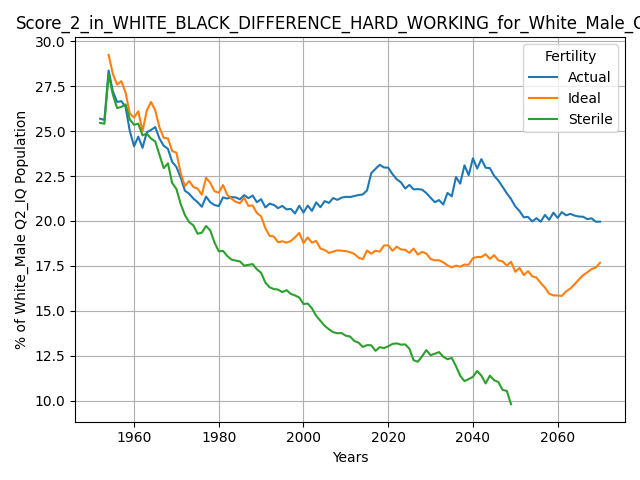 Score_2_in_WHITE_BLACK_DIFFERENCE_HARD_WORKING_for_White_Male_
Fertility
Actual
Ideal
Sterile
% of White_Male Q2_IQ Population
30.0
27.5
25.0
22.5
20.0
17.5
15.0
12.5
10.0
1960
1980
2000
2020
2040
2060
Years